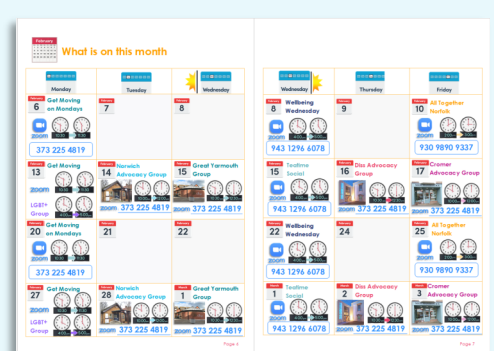 February
What is on this month
Monday
Tuesday
Wednesday
February
6
Get Moving
on Mondays
zoom
373 225 4819
February
7
February
8
February
13
Get Moving
zoom
LGBT+
Group
February
14
Norwich
Advocacy Group
zoom 373 225 4819
February
15
Great Yarmouth
Group
zoom 373 225 4819
February
20
Get Moving
on Mondays
zoom
373 225 4819
February
21
February
22
February
27
Get Moving
zoom
LGBT+
Group
February
28
Norwich
Advocacy Group
zoom 373 225 4819
March
1
Great Yarmouth
Group
zoom 373 225 4819
Page 6
Wednesday
Thursday
Friday
February
8
Wellbeing
Wednesday
zoom
943 1296 6078
February
9
February
10
All Together
Norfolk
zoom
930 9890 9337
February
15
Teatime
Social
zoom
943 1296 6078
February
16
Diss Advocacy
Group
zoom 373 225 4819
February
17
Cromer
Advocacy Group
zoom 373 225 4819
February
22
Wellbeing
Wednesday
zoom
943 1296 6078
February
24
February
25
All Together
Norfolk
zoom
930 9890 9337
March
1
Teatime
Social
zoom
943 1296 6078
March
2
Diss Advocacy
Group
zoom 373 225 4819
March
3
Cromer
Advocacy Group
zoom 373 225 4819
Page 7